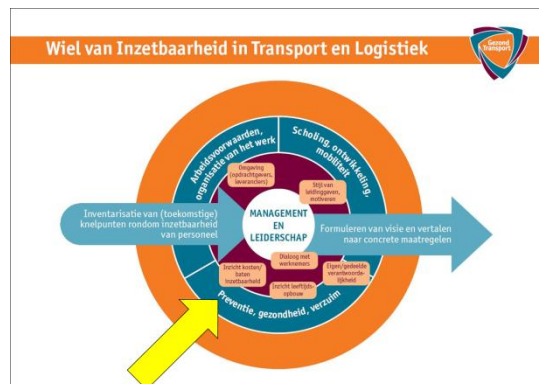 Wiel van Inzetbaarheid in Transport en Logistiek
Gezond
Transport
Arbeidsvoorwaarden,
organisatie van het werk
Scholing, ontwikkeling,
mobiliteit
Omgeving
(opdrachtgevers,
leveranciers)
Stijl van
leidinggeven,
motiveren
Inventarisatie van (toekomstige)
knelpunten rondom inzetbaarheid
van personeel
MANAGEMENT
EN
LEIDERSCHAP
Formuleren van visie en vertalen
naar concrete maatregelen
Dialoog met
werknemers
Inzicht kosten/
baten
inzetbaarheid
Eigen/gedeelde
verantwoorde-
lijkheid
Inzicht leeftijds-
opbouw
Preventie, gezondheid, verzuim